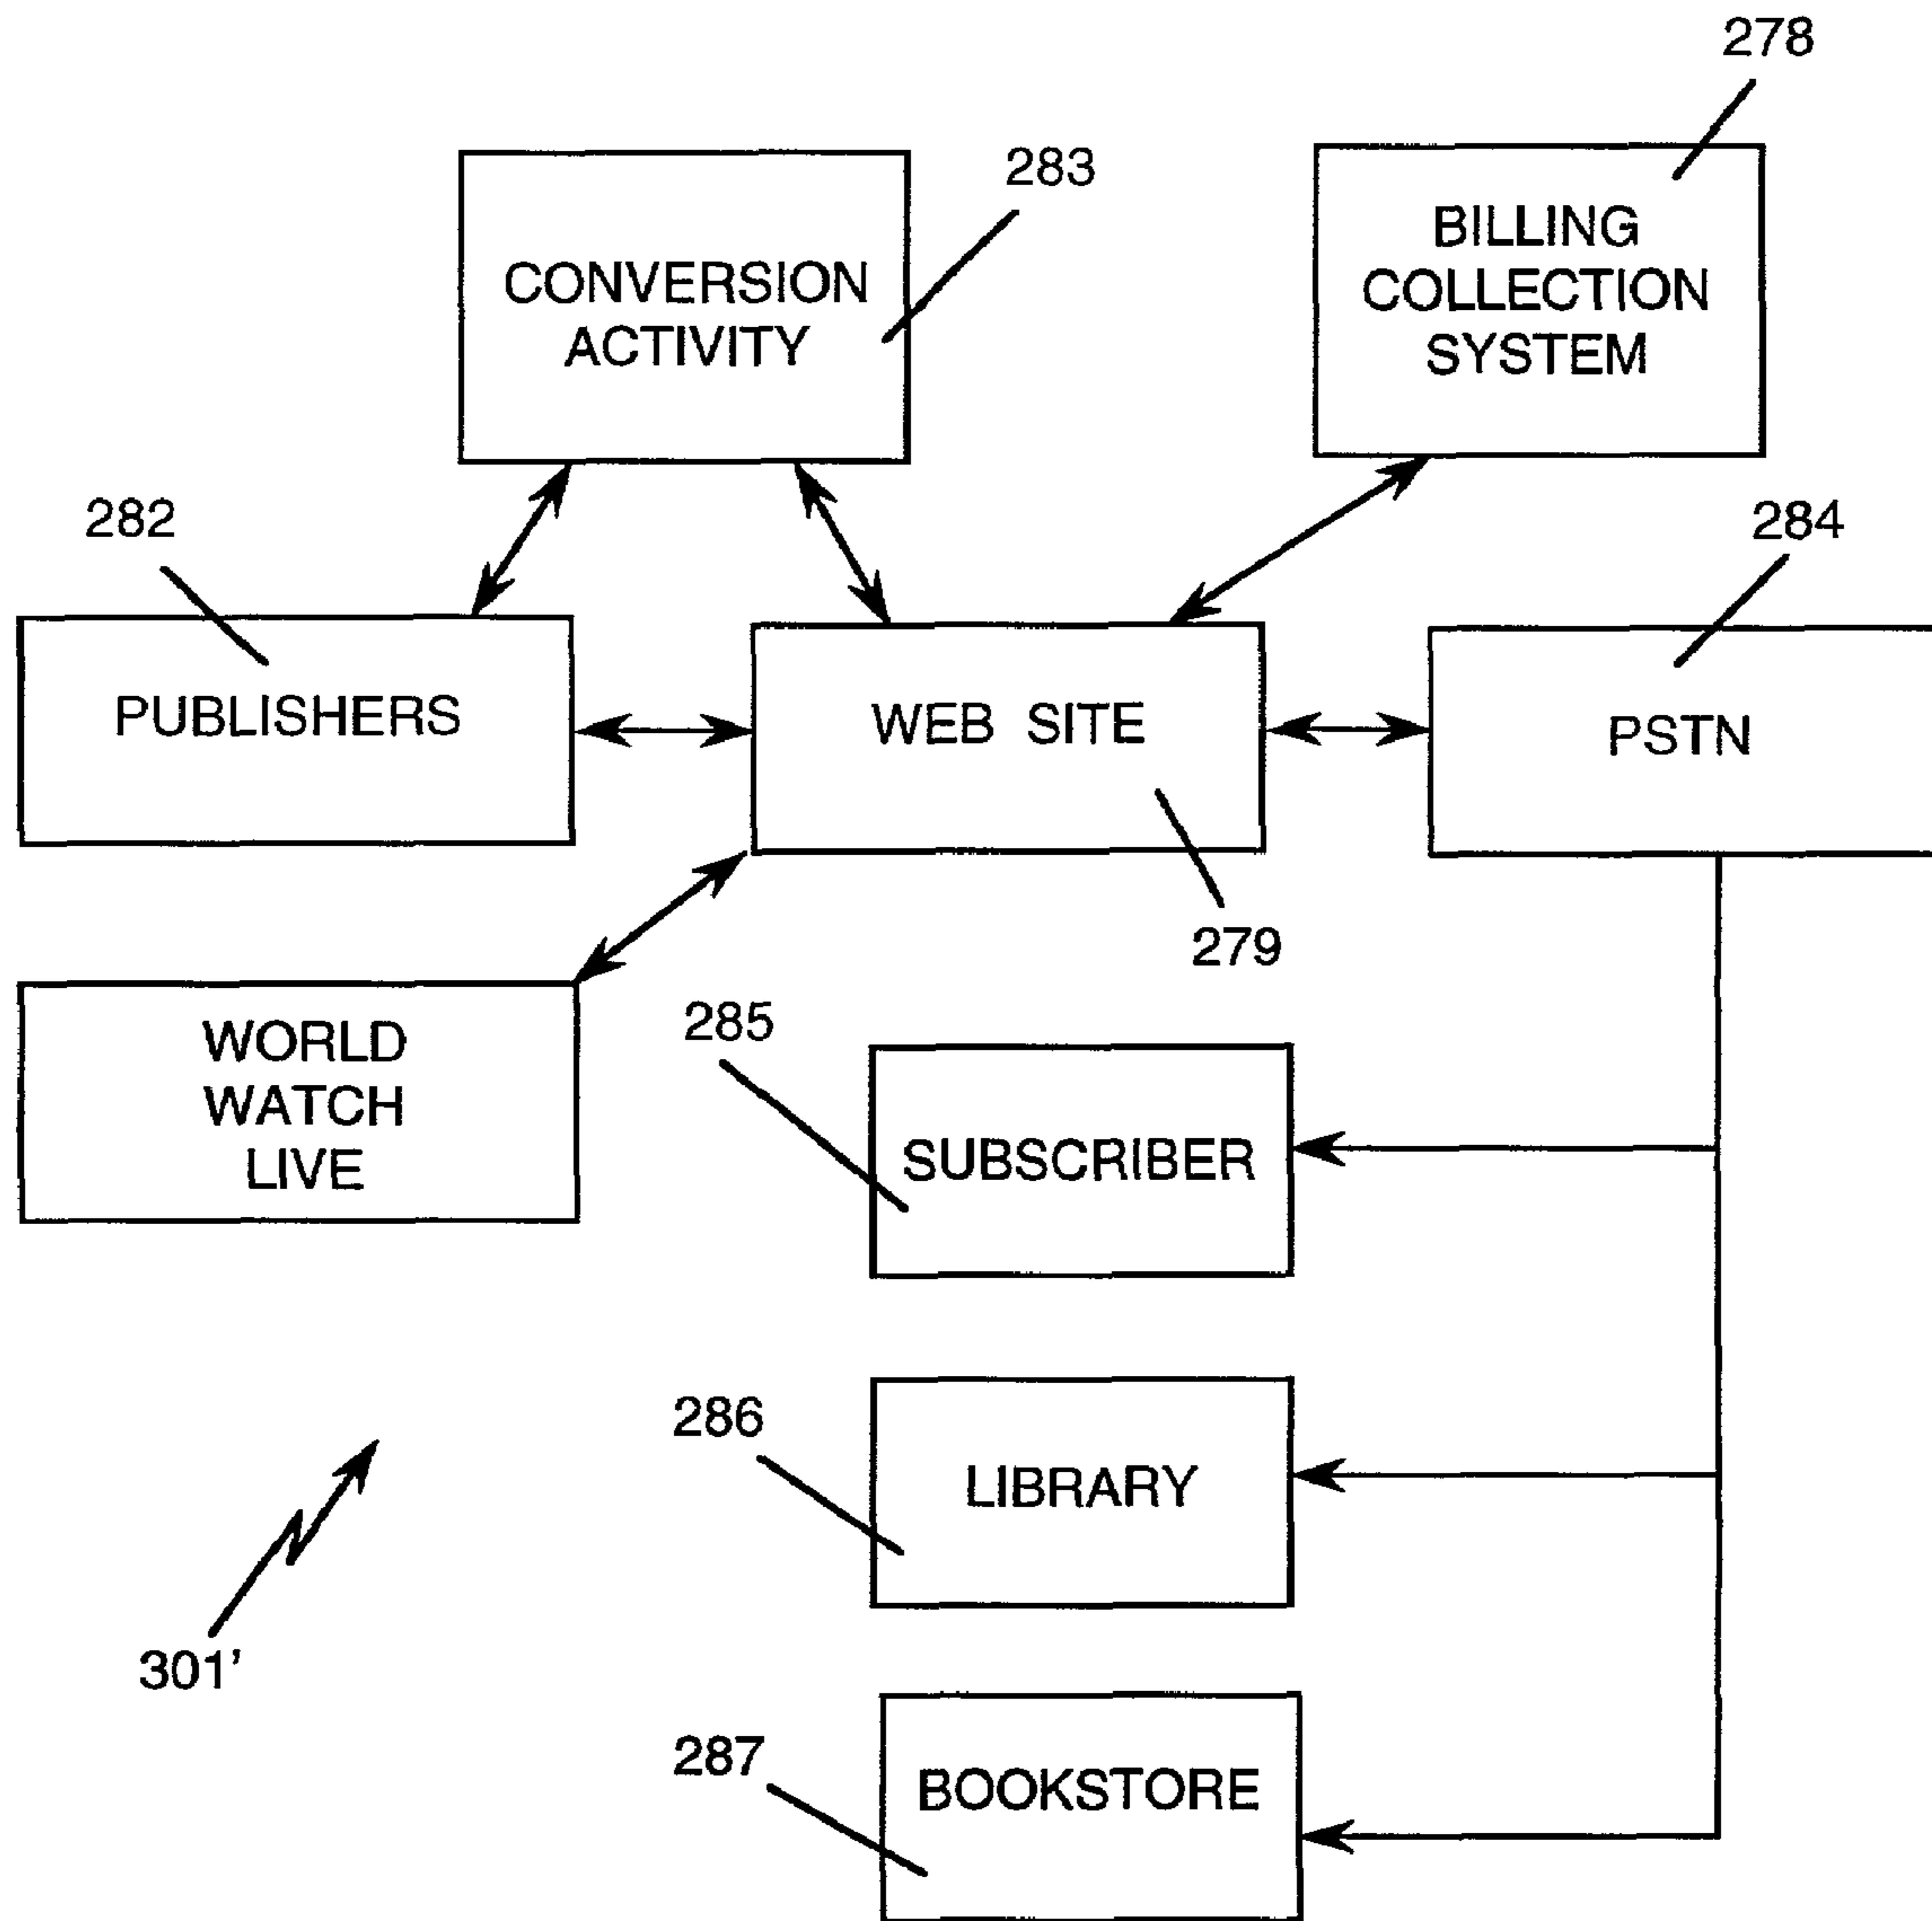 278
283
CONVERSION
ACTIVITY
BILLING
COLLECTION
SYSTEM
282
284
PUBLISHERS
WEB SITE
PSTN
279
WORLD
WATCH
LIVE
285
SUBSCRIBER
286
LIBRARY
301'
287
BOOKSTORE